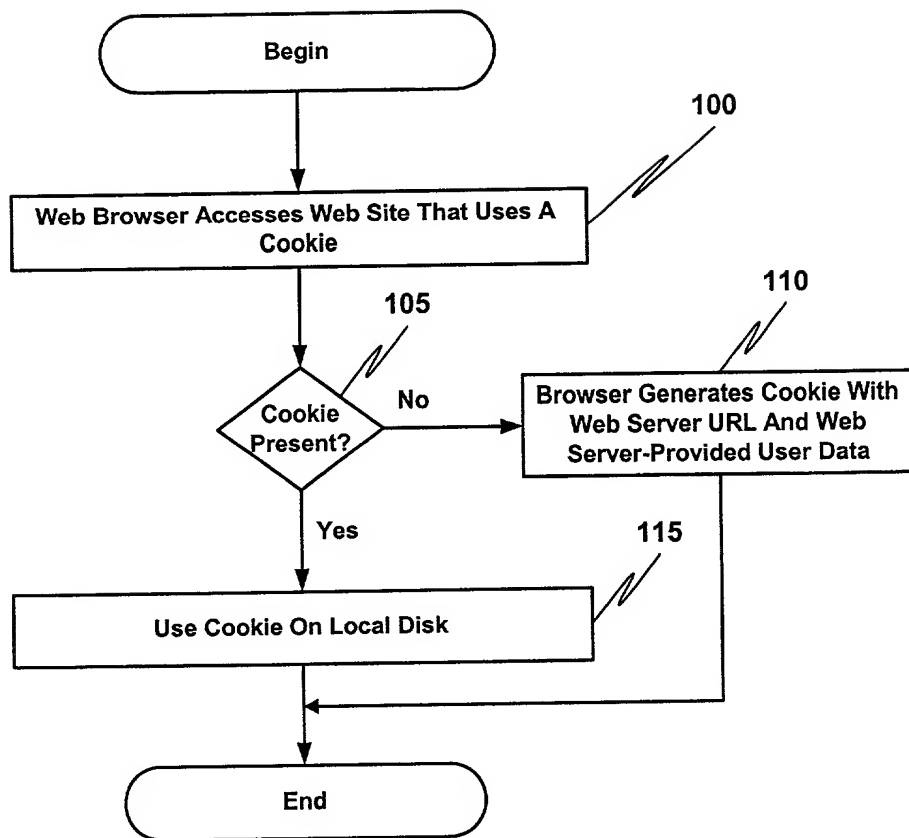 Begin
100
Web Browser Accesses Web Site That Uses A
Cookie
105
110
Cookie
Present?
No
Browser Generates Cookie With
Web Server URL And Web
Server-Provided User Data
Yes
115
Use Cookie On Local Disk
End